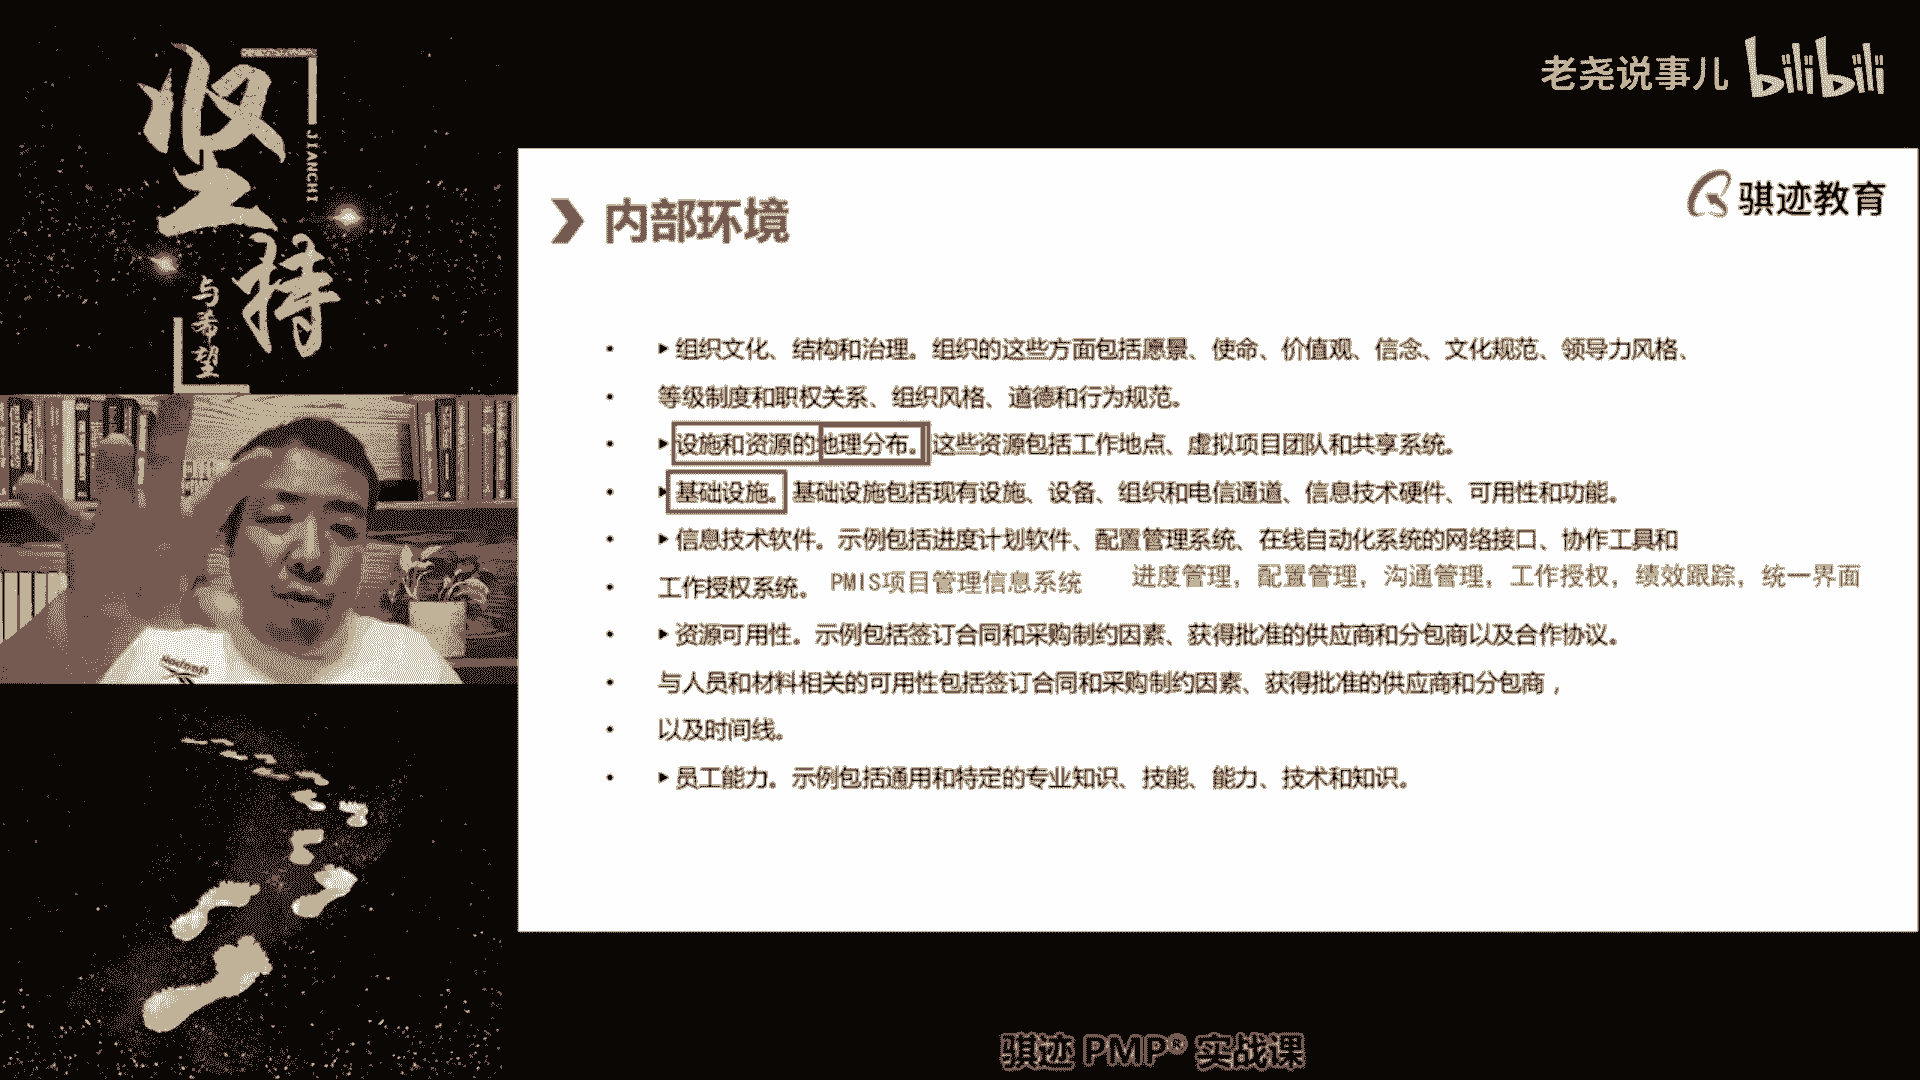 坚持
JIANCHI
与希望
老尧说事儿 bilibili
骐迹教育
内部环境
• ▶组织文化、结构和治理。组织的这些方面包括愿景、使命、价值观、信念、文化规范、领导力风格、
• 等级制度和职权关系、组织风格、道德和行为规范。
• ▶设施和资源的地理分布。这些资源包括工作地点、虚拟项目团队和共享系统。
• ▶基础设施。基础设施包括现有设施、设备、组织和电信通道、信息技术硬件、可用性和功能。
• ▶信息技术软件。示例包括进度计划软件、配置管理系统、在线自动化系统的网络接口、协作工具和
• 工作授权系统。 PMIS项目管理信息系统 进度管理，配置管理，沟通管理，工作授权，绩效跟踪，统一界面
• ▶资源可用性。示例包括签订合同和采购制约因素、获得批准的供应商和分包商以及合作协议。
• 与人员和材料相关的可用性包括签订合同和采购制约因素、获得批准的供应商和分包商，
• 以及时间线。
• ▶员工能力。示例包括通用和特定的专业知识、技能、能力、技术和知识。
骐迹 PMP® 实战课